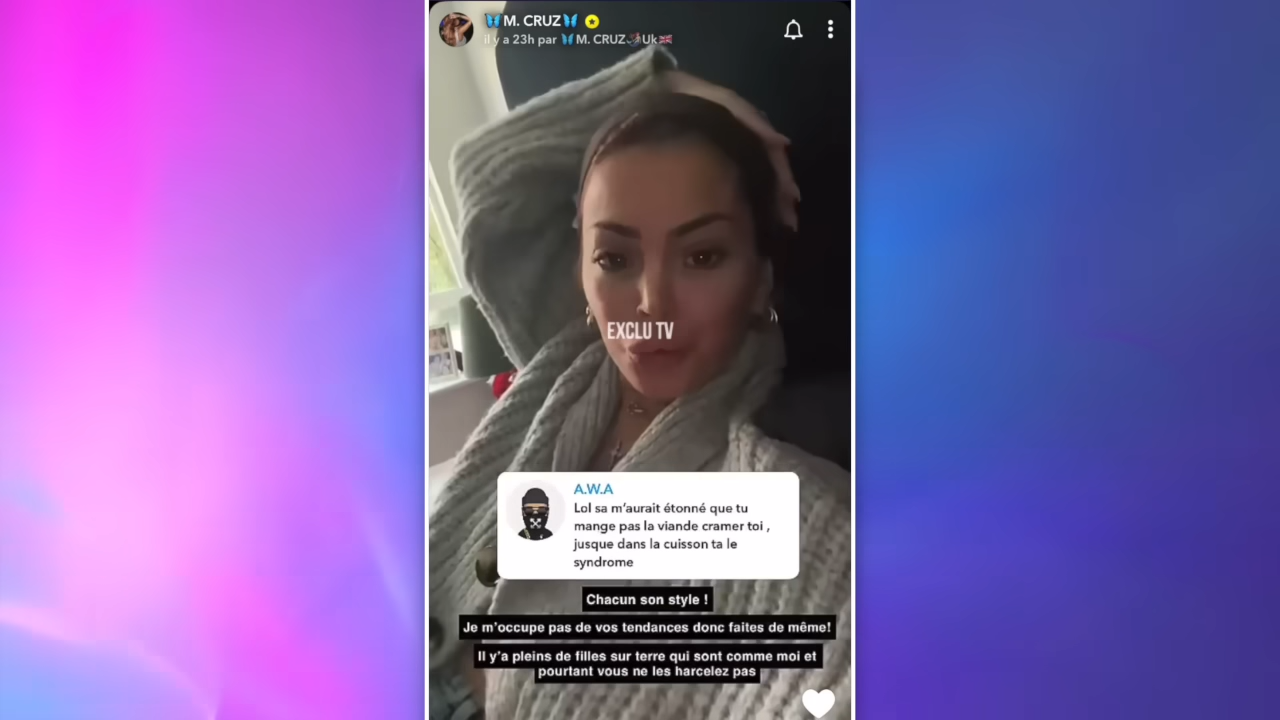 🦋M. CRUZ🦋
il y a 23h par 🦋M. CRUZ Uk🇬🇧
EXCLU TV
A.W.A
Lol sa m’aurait étonné que tu
mange pas la viande cramer toi ,
jusque dans la cuisson ta le
syndrome
Chacun son style !
Je m’occupe pas de vos tendances donc faites de même!
Il y’a pleins de filles sur terre qui sont comme moi et
pourtant vous ne les harcelez pas